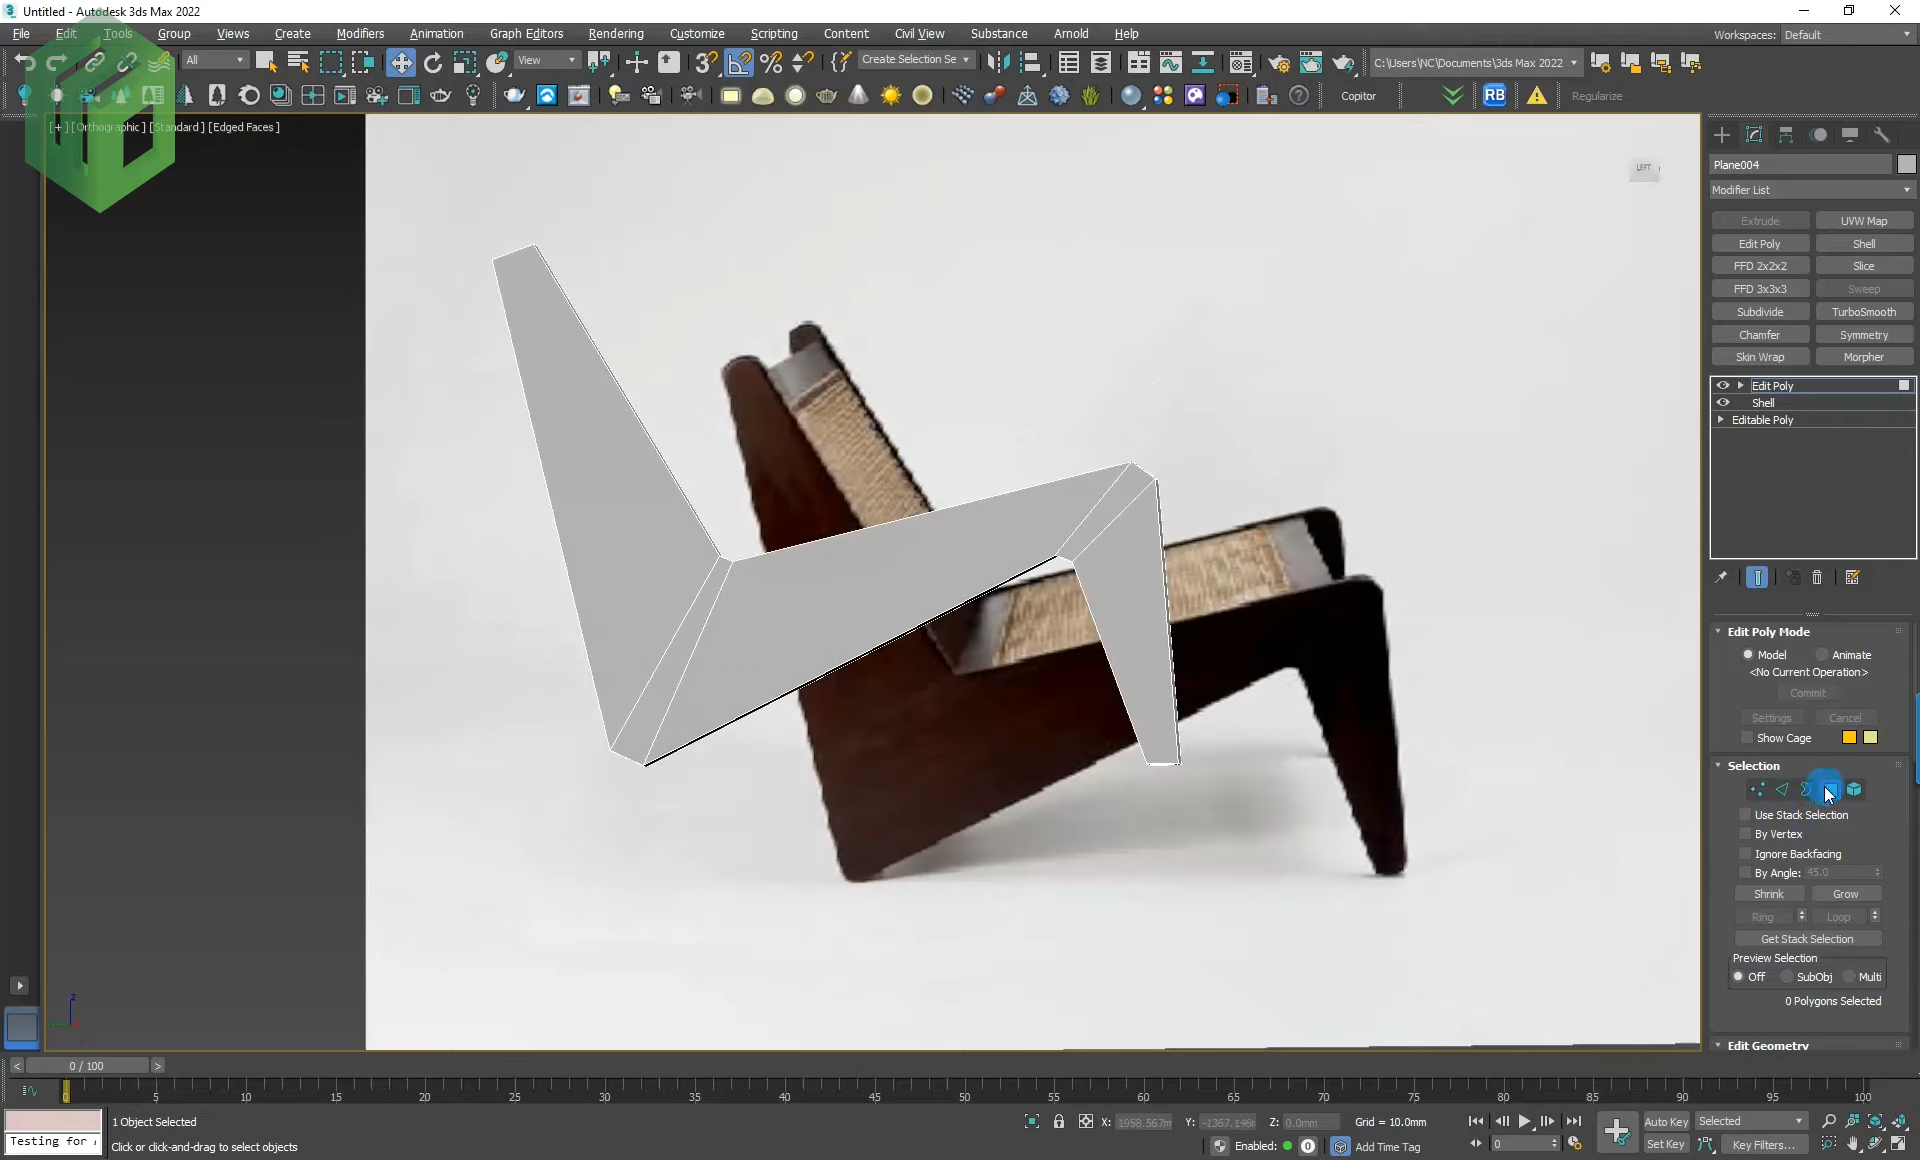 Untitled - Autodesk 3ds Max 2022
File Edit Tools Group Views Create Modifiers Animation Graph Editors Rendering Customize Scripting Content Civil View Substance Arnold Help
Workspaces: Default
All
View
Create Selection Se
C:\Users\NC\Documents\3ds Max 2022
Copitor
RB
Regularize
[+] [Orthographic] [Standard] [Edged Faces]
LEFT
Plane004
Modifier List
Extrude UVW Map
Edit Poly Shell
FFD 2x2x2 Slice
FFD 3x3x3 Sweep
Subdivide TurboSmooth
Chamfer Symmetry
Skin Wrap Morpher
Edit Poly
Shell
Editable Poly
Edit Poly Mode
Model Animate
<No Current Operation>
Commit
Settings Cancel
Show Cage
Selection
Use Stack Selection
By Vertex
Ignore Backfacing
By Angle: 45.0
Shrink Grow
Ring Loop
Get Stack Selection
Preview Selection
Off SubObj Multi
0 Polygons Selected
Edit Geometry
z
< 0 / 100 >
0 5 10 15 20 25 30 35 40 45 50 55 60 65 70 75 80 85 90 95 100
1 Object Selected
X: Y: Z: 0.0mm Grid = 10.0mm
Auto Key Selected
Testing for
Click or click-and-drag to select objects
Enabled: 0 Add Time Tag
0
Set Key Key Filters...